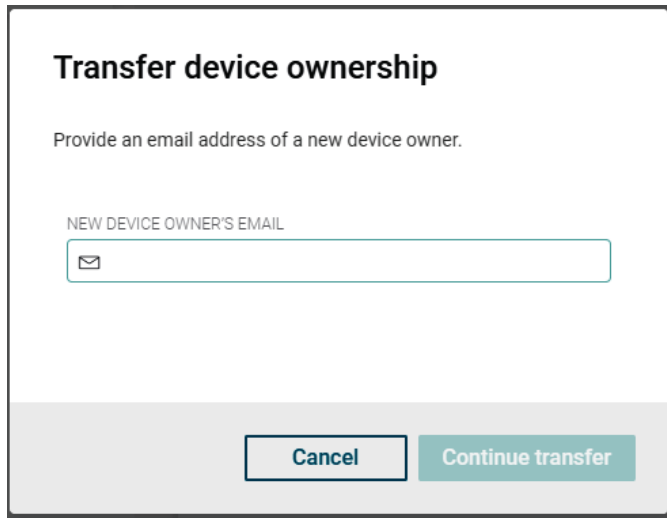 Transfer device ownership
Provide an email address of a new device owner.
NEW DEVICE OWNER'S EMAIL
Cancel
Continue transfer